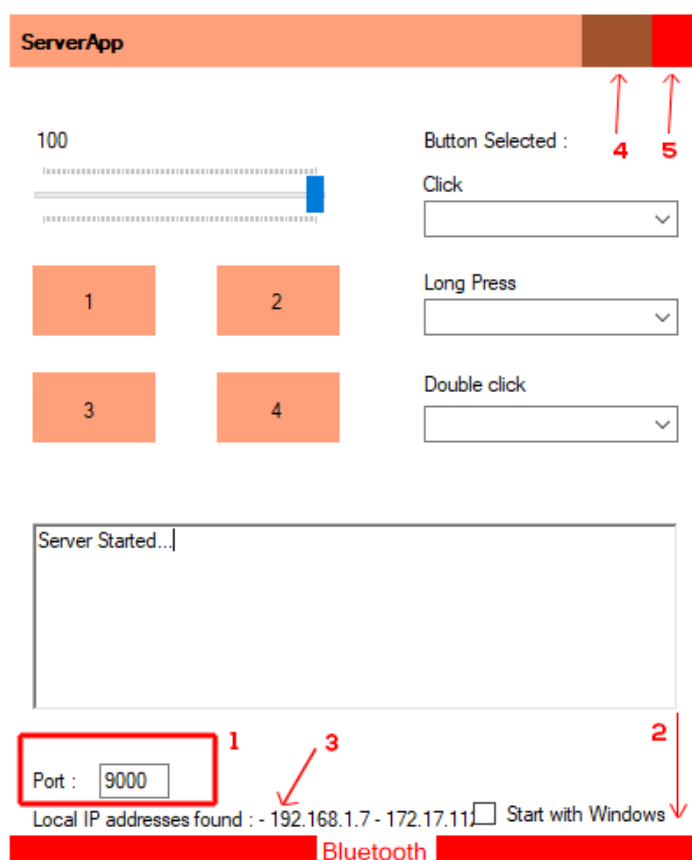 ServerApp
100
Button Selected :
4
5
Click
1
2
Long Press
3
4
Double click
Server Started...
1
3
2
Port :
9000
Local IP addresses found : - 192.168.1.7 - 172.17.11
Start with Windows
Bluetooth